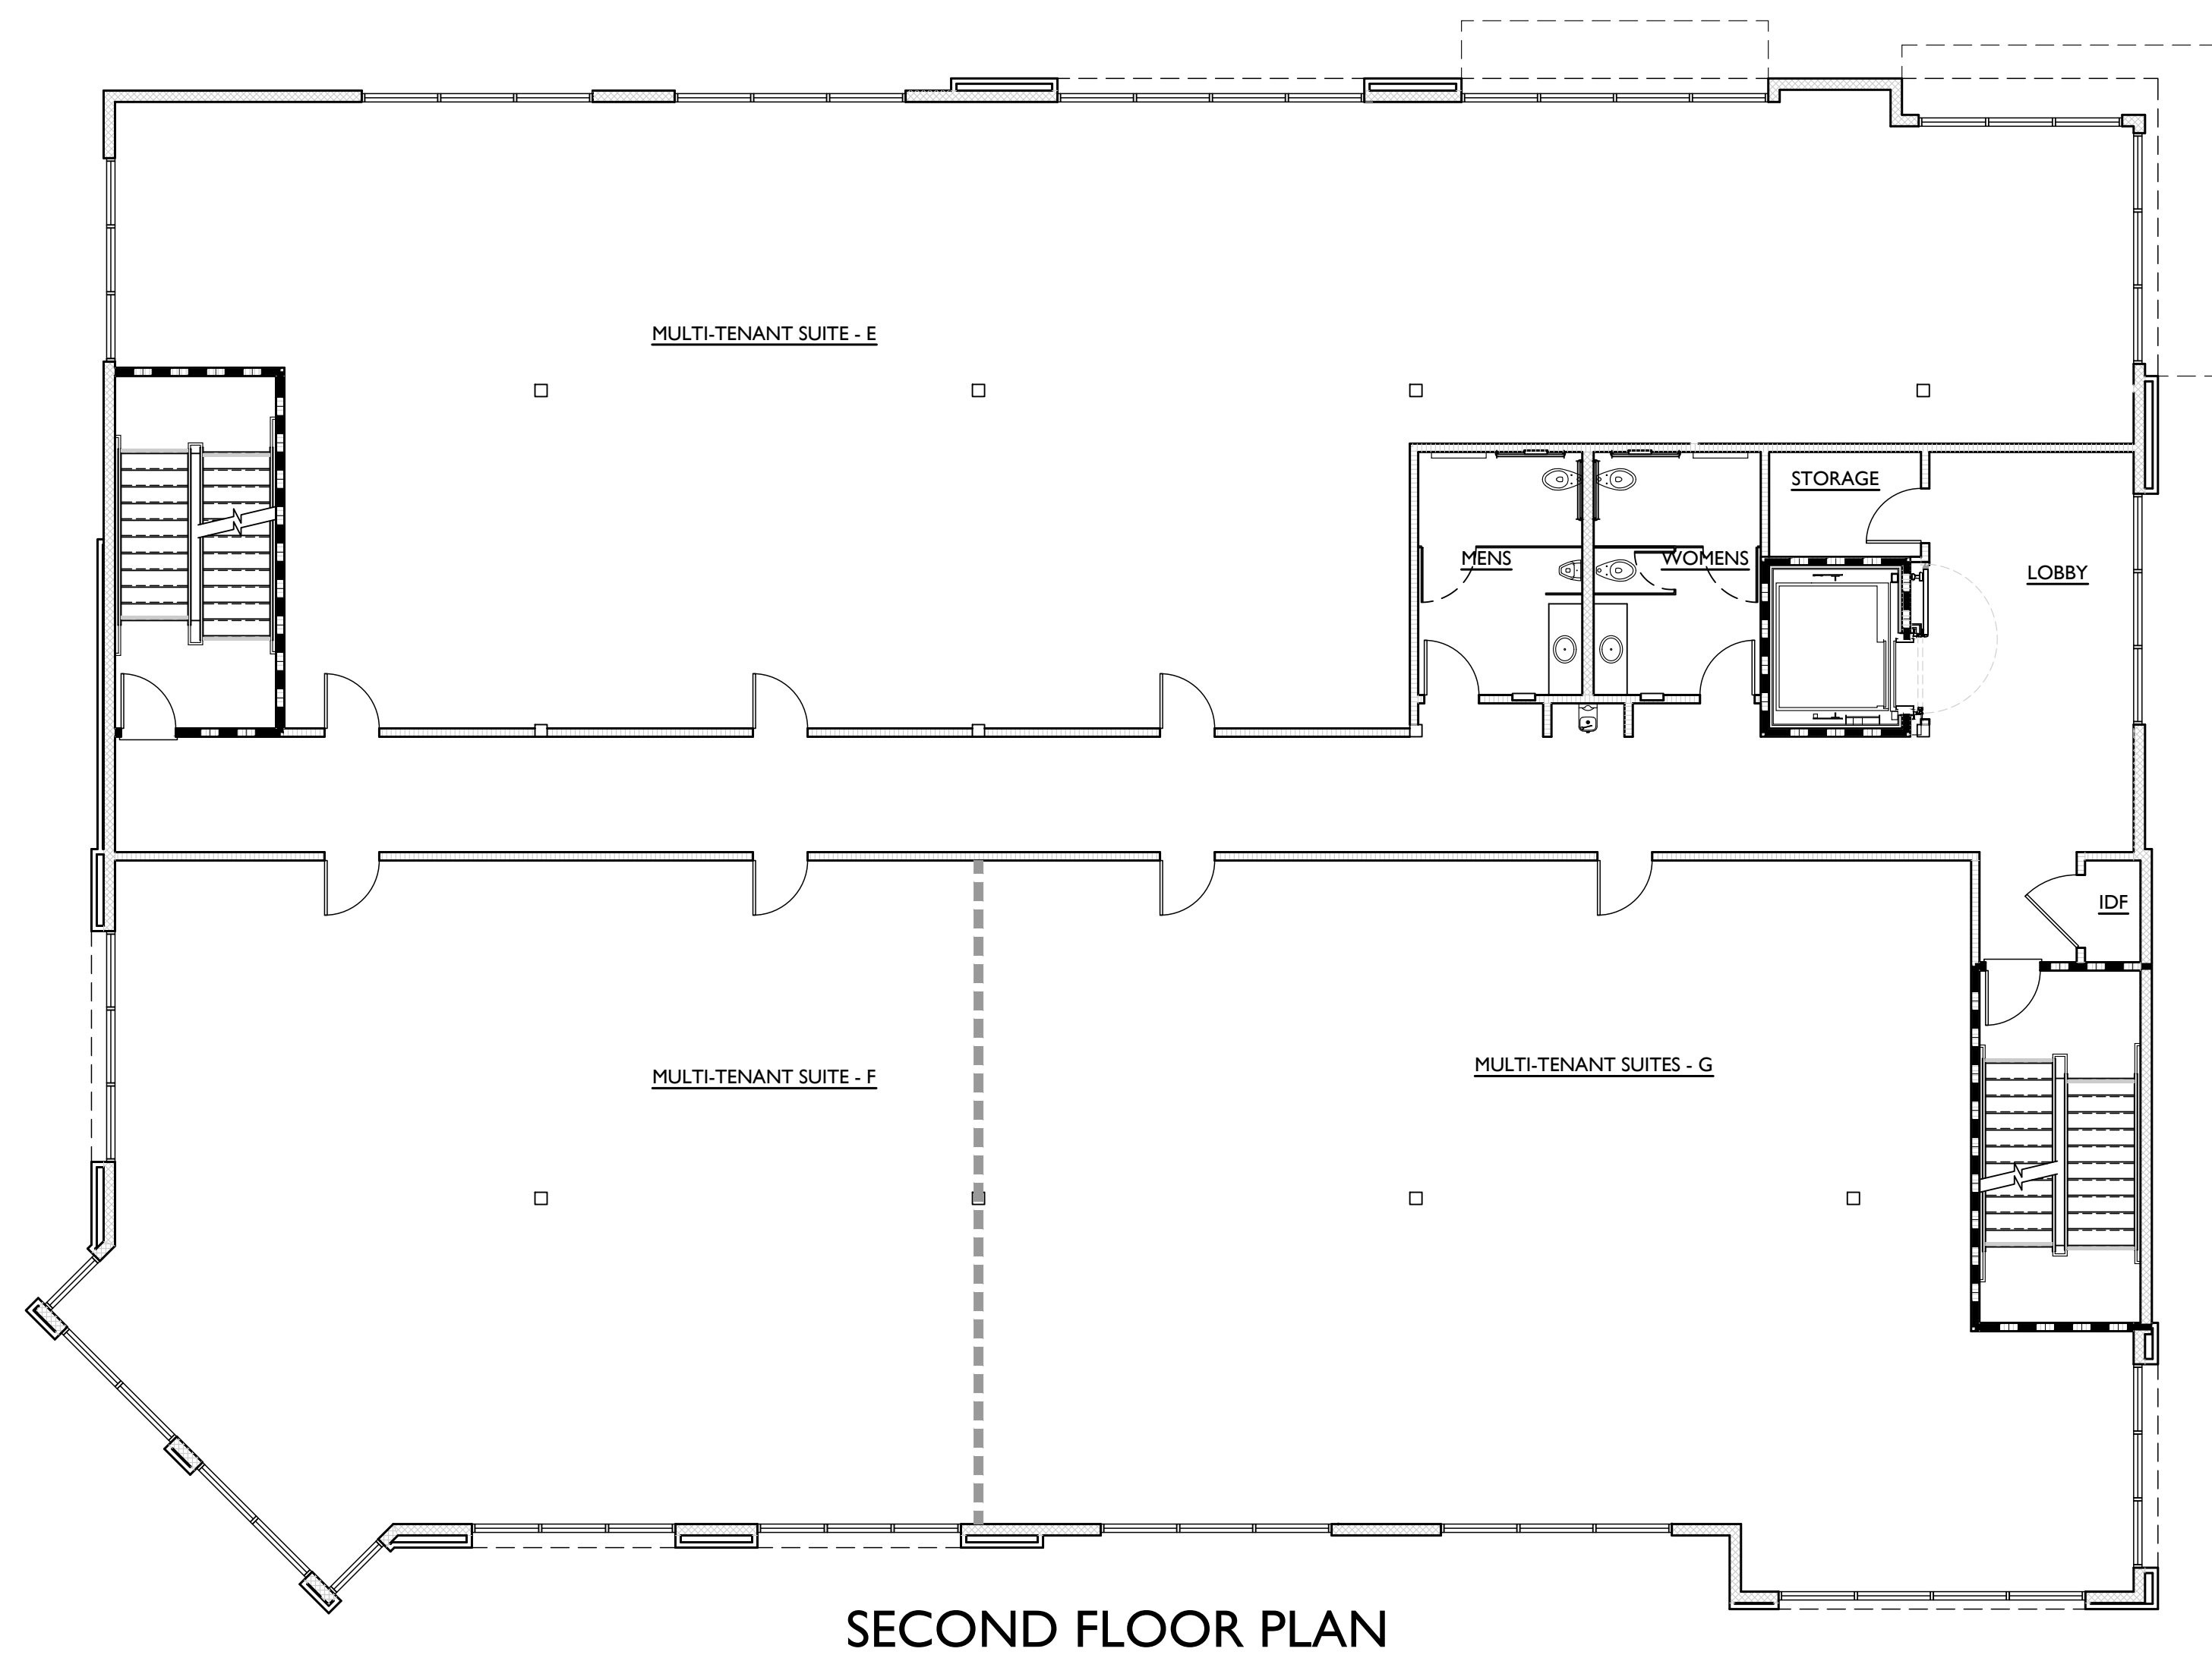 MULTI-TENANT SUITE - E
STORAGE
MENS
WOMENS
LOBBY
IDF
MULTI-TENANT SUITE - F
MULTI-TENANT SUITES - G
SECOND FLOOR PLAN